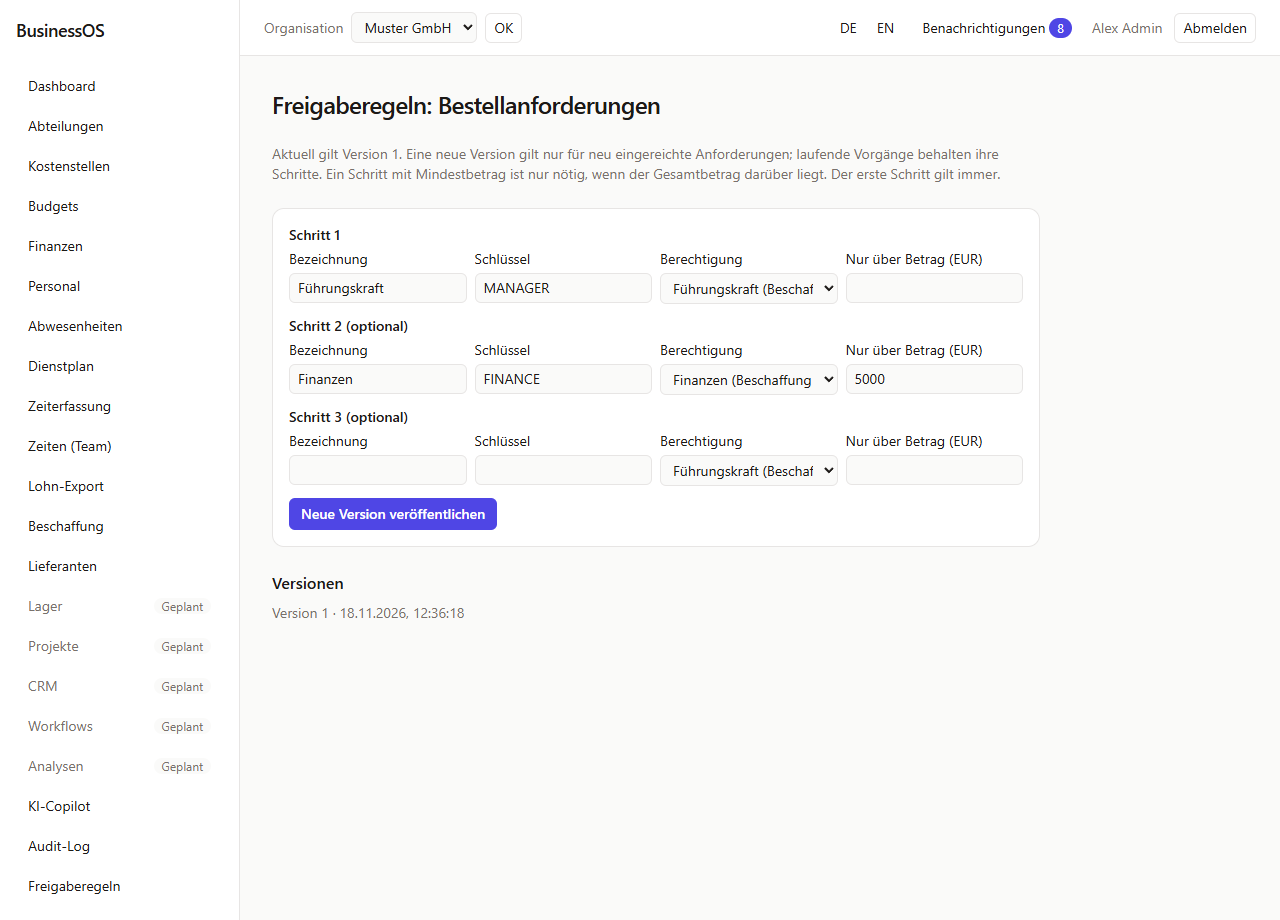 BusinessOS
Organisation Muster GmbH OK DE EN Benachrichtigungen 8 Alex Admin Abmelden
Dashboard
Abteilungen
Kostenstellen
Budgets
Finanzen
Personal
Abwesenheiten
Dienstplan
Zeiterfassung
Zeiten (Team)
Lohn-Export
Beschaffung
Lieferanten
Lager Geplant
Projekte Geplant
CRM Geplant
Workflows Geplant
Analysen Geplant
KI-Copilot
Audit-Log
Freigaberegeln
Freigaberegeln: Bestellanforderungen
Aktuell gilt Version 1. Eine neue Version gilt nur für neu eingereichte Anforderungen; laufende Vorgänge behalten ihre
Schritte. Ein Schritt mit Mindestbetrag ist nur nötig, wenn der Gesamtbetrag darüber liegt. Der erste Schritt gilt immer.
Schritt 1
Bezeichnung Schlüssel Berechtigung Nur über Betrag (EUR)
Führungskraft MANAGER Führungskraft (Beschaf
Schritt 2 (optional)
Bezeichnung Schlüssel Berechtigung Nur über Betrag (EUR)
Finanzen FINANCE Finanzen (Beschaffung 5000
Schritt 3 (optional)
Bezeichnung Schlüssel Berechtigung Nur über Betrag (EUR)
Führungskraft (Beschaf
Neue Version veröffentlichen
Versionen
Version 1 · 18.11.2026, 12:36:18